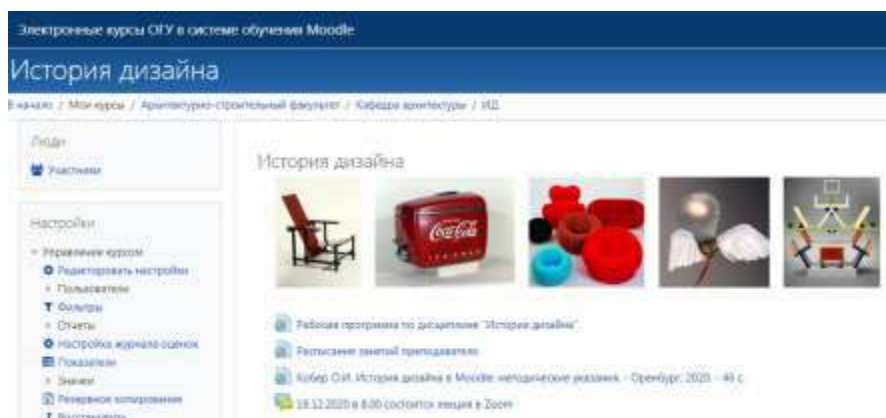 Электронные курсы ОГУ в системе обучения Moodle
История дизайна
В начало / Мои курсы / Архитектурно-строительный факультет / Кафедра архитектуры / ИД
Люди
Участники
Настройки
Управление курсом
Редактировать настройки
Пользователи
Фильтры
Отчеты
Настройка журнала оценок
Показатели
Значки
Резервное копирование
Восстановить
История дизайна
Coca-Cola
Рабочая программа по дисциплине "История дизайна"
Расписание занятий преподавателя
Кобер О.И. История дизайна в Moodle: методические указания. - Оренбург, 2020. - 46 с.
19.12.2020 в 8.00 состоится лекция в Zoom